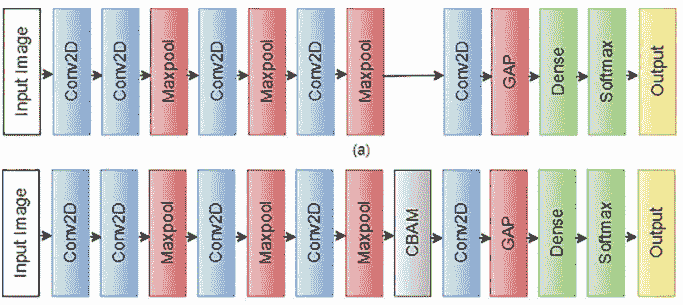 Input Image
Conv2D
Conv2D
Maxpool
Conv2D
Maxpool
Conv2D
Maxpool
Conv2D
GAP
Dense
Softmax
Output
(a)
Input Image
Conv2D
Conv2D
Maxpool
Conv2D
Maxpool
Conv2D
Maxpool
CBAM
Conv2D
GAP
Dense
Softmax
Output